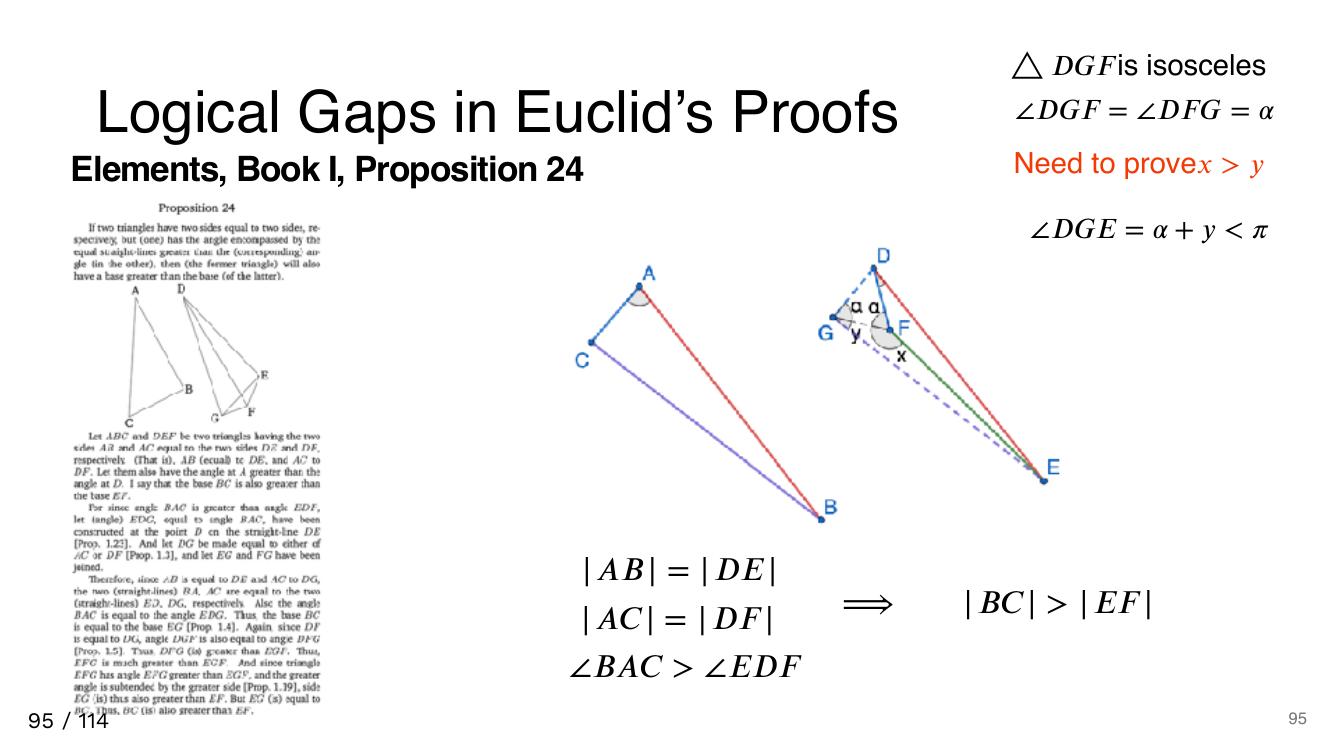 △ DGF is isosceles
∠DGF = ∠DFG = α
Need to prove x > y
∠DGE = α + y < π
Logical Gaps in Euclid’s Proofs
Elements, Book I, Proposition 24
Proposition 24
If two triangles have two sides equal to two sides, re-
spectively, but (one) has the angle encompassed by the
equal straight-lines greater than the (corresponding) an-
gle (in the other), then (the former triangle) will also
have a base greater than the base (of the latter).
A
D
E
B
G
F
C
Let ABC and DEF be two triangles having the two
sides AB and AC equal to the two sides DE and DF,
respectively. (That is), AB (equal) to DE, and AC to
DF. Let them also have the angle at A greater than the
angle at D. I say that the base BC is also greater than
the base EF.
For since angle BAC is greater than angle EDF,
let (angle) EDG, equal to angle BAC, have been
constructed at the point D on the straight-line DE
[Prop. 1.23]. And let DG be made equal to either of
AC or DF [Prop. 1.3], and let EG and FG have been
joined.
Therefore, since AB is equal to DE and AC to DG,
the two (straight-lines) BA, AC are equal to the two
(straight-lines) ED, DG, respectively. Also the angle
BAC is equal to the angle EDG. Thus, the base BC
is equal to the base EG [Prop. 1.4]. Again, since DF
is equal to DG, angle DGF is also equal to angle DFG
[Prop. 1.5]. Thus, DFG (is) greater than EGF. Thus,
EFG is much greater than EGF. And since triangle
EFG has angle EFG greater than EGF, and the greater
angle is subtended by the greater side [Prop. 1.19], side
EG (is) thus also greater than EF. But EG (is) equal to
BC. Thus, BC (is) also greater than EF.
A
C
B
D
α α
G
F
y
x
E
|AB| = |DE|
|AC| = |DF|
∠BAC > ∠EDF
⟹
|BC| > |EF|
95 / 114
95